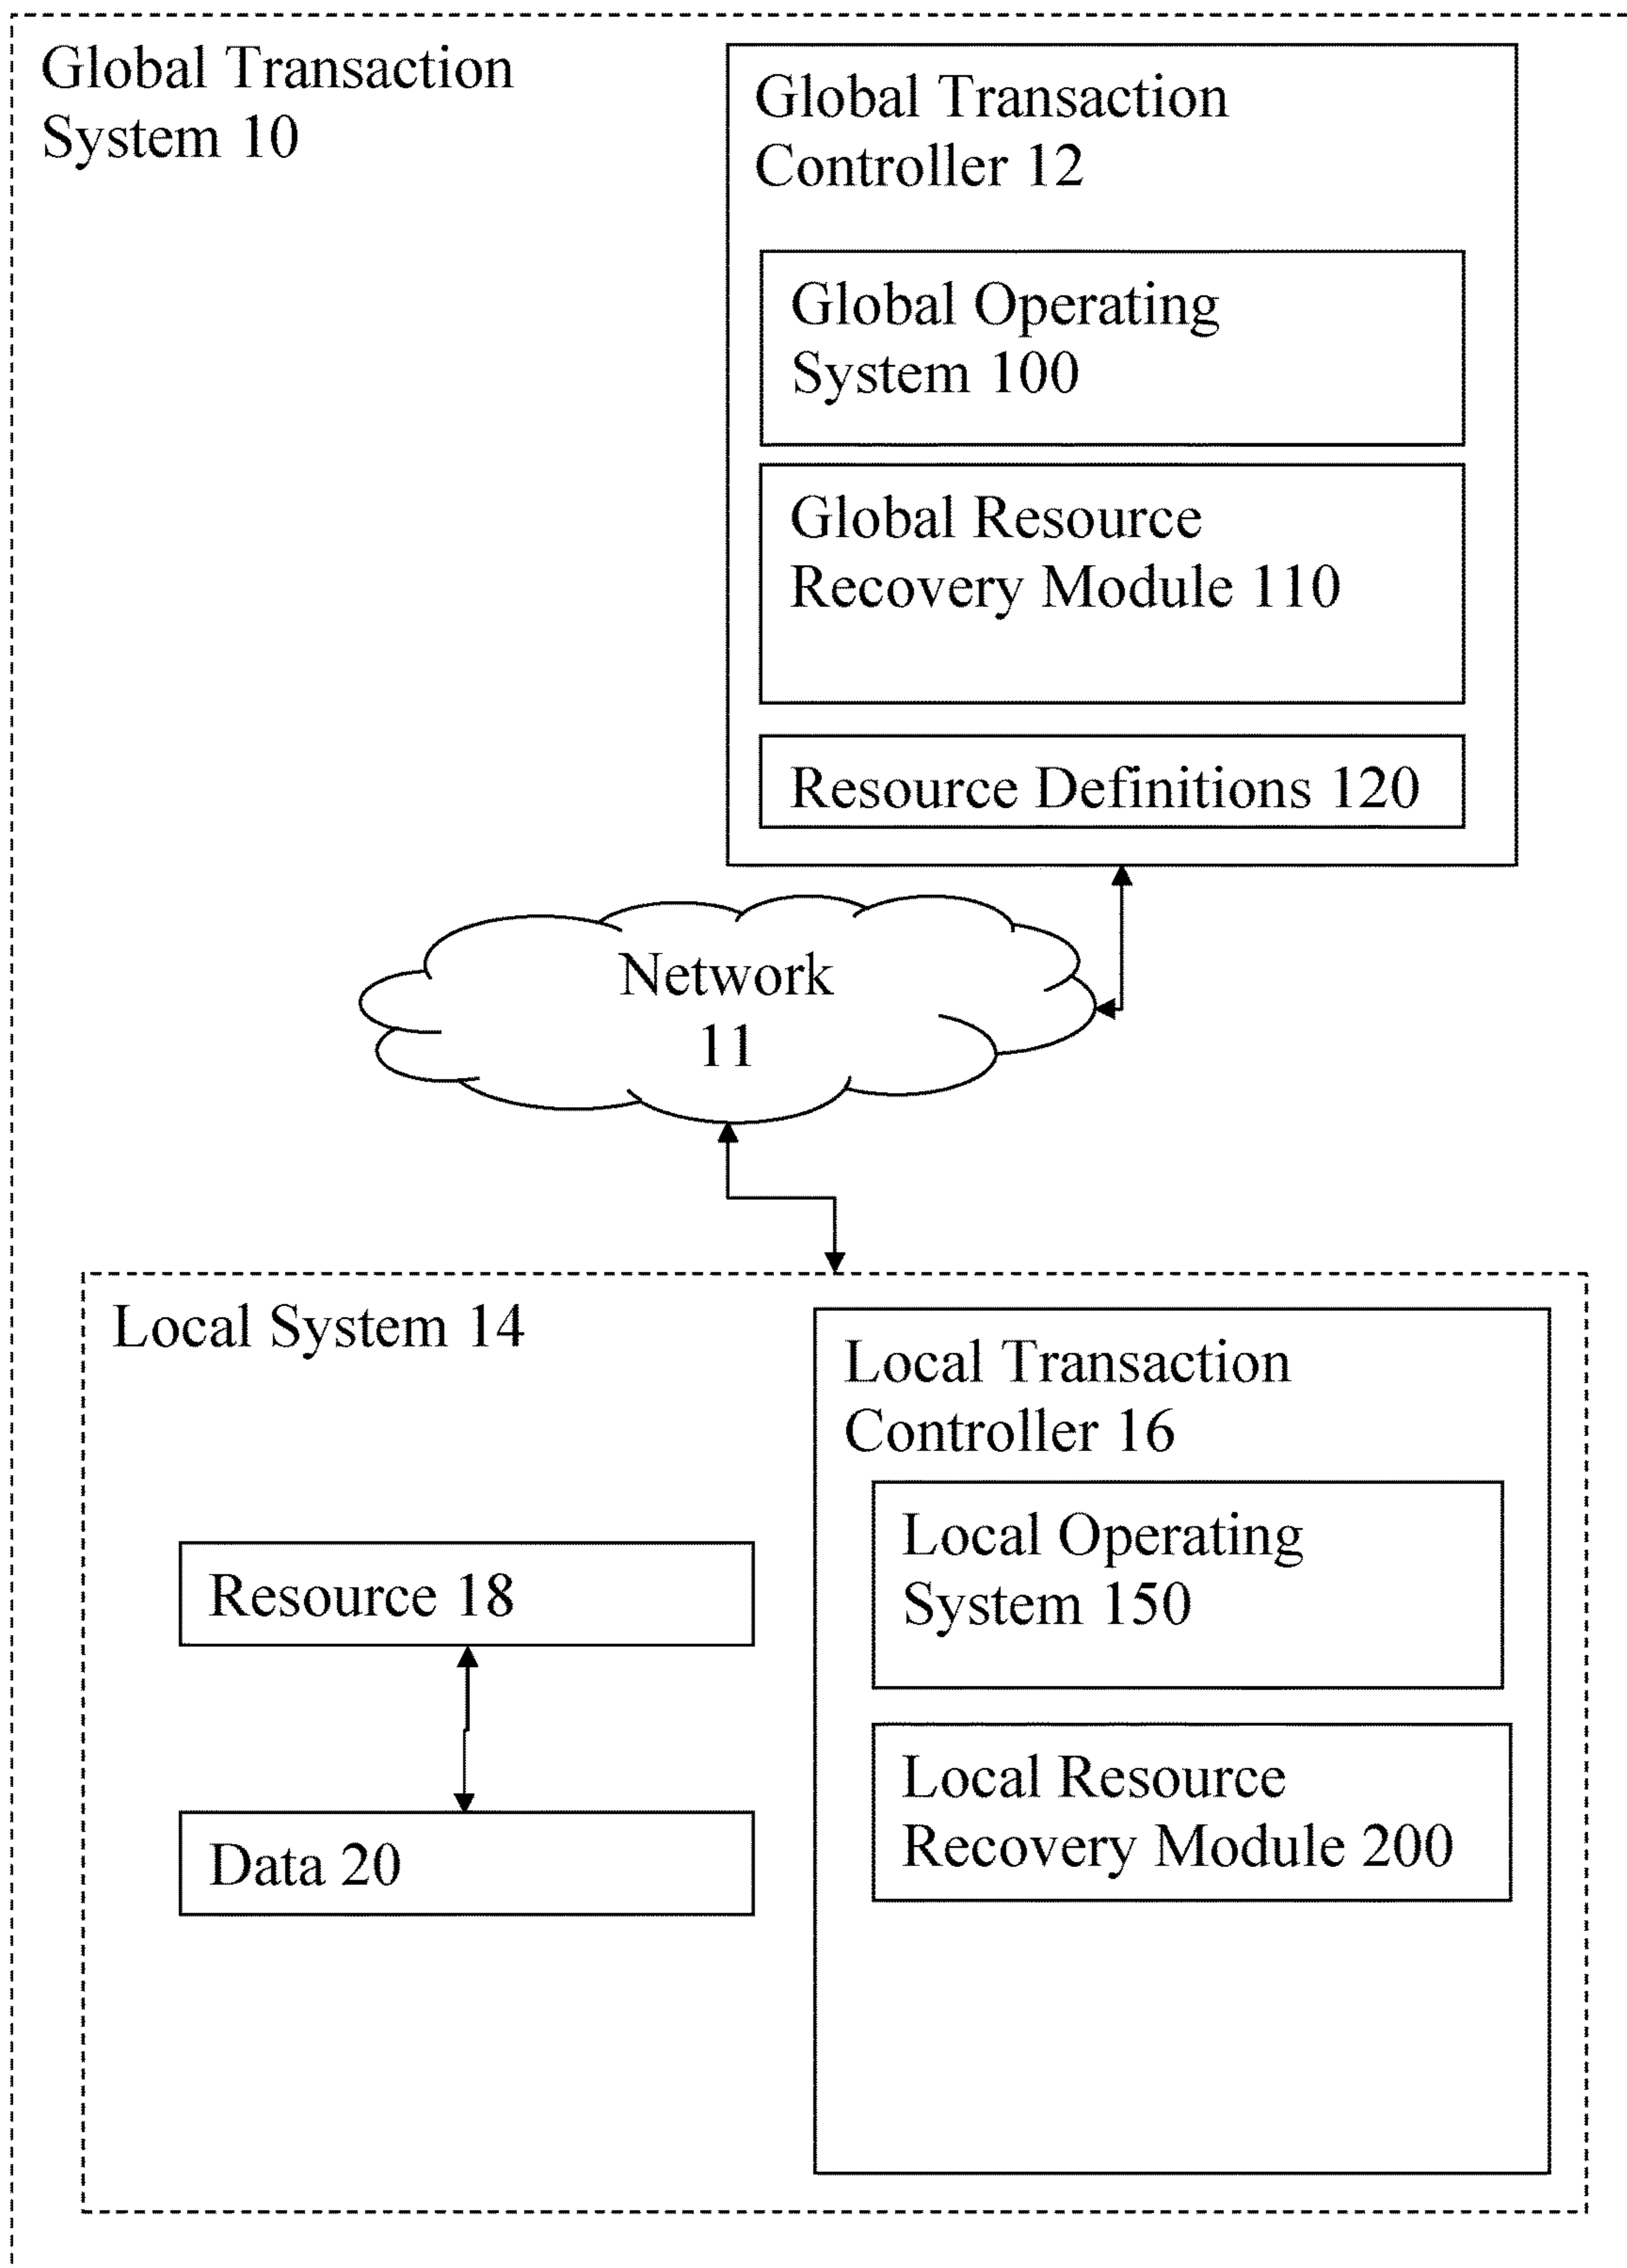 Global Transaction
System 10
Global Transaction
Controller 12
Global Operating
System 100
Global Resource
Recovery Module 110
Resource Definitions 120
Network
11
Local System 14
Local Transaction
Controller 16
Local Operating
System 150
Resource 18
Local Resource
Recovery Module 200
Data 20